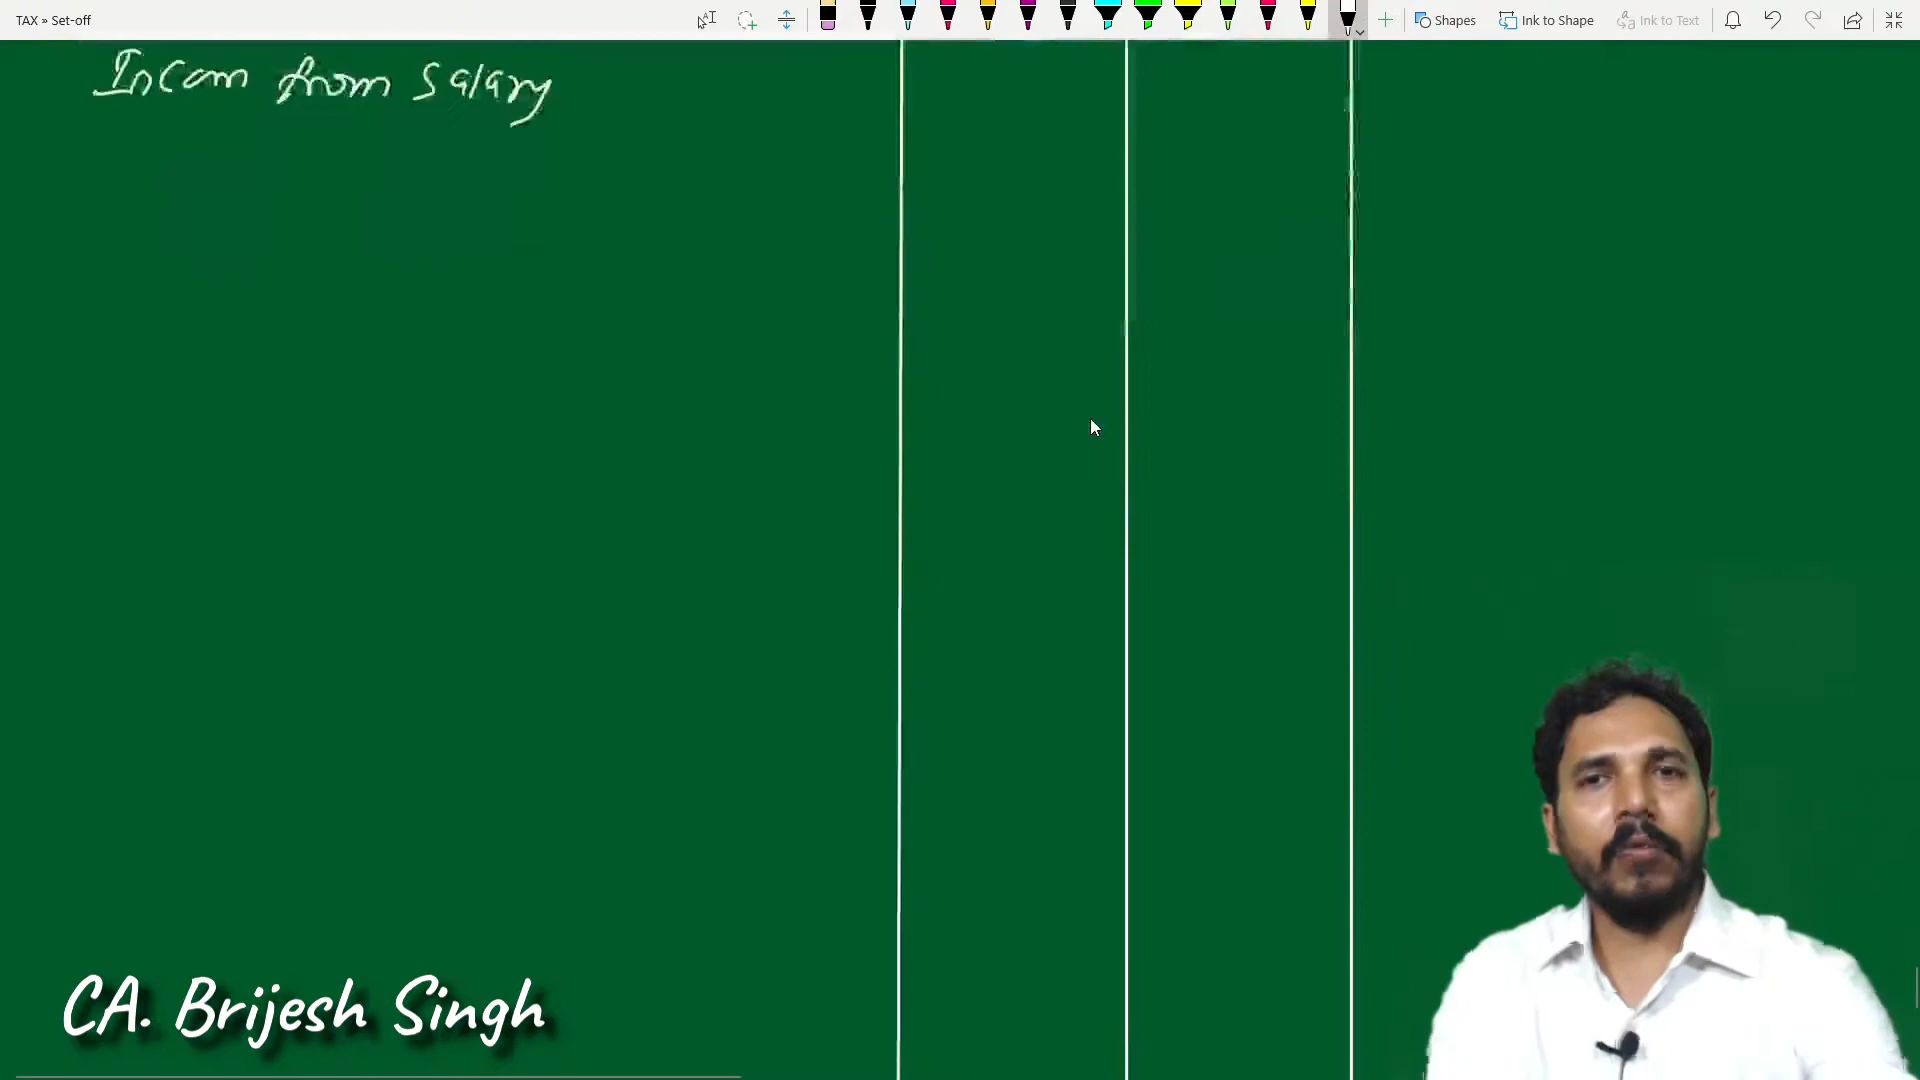 TAX » Set-off
Shapes
Ink to Shape
Ink to Text
Incom from Salary
CA. Brijesh Singh